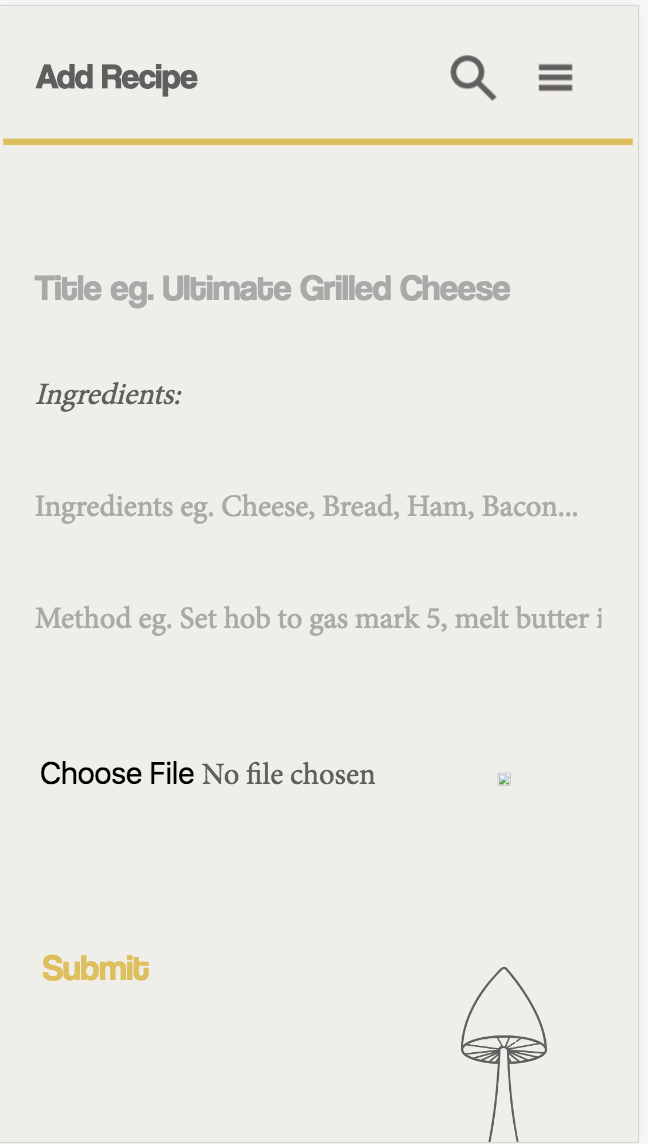 Add Recipe
Title eg. Ultimate Grilled Cheese
Ingredients:
Ingredients eg. Cheese, Bread, Ham, Bacon...
Method eg. Set hob to gas mark 5, melt butter i
Choose File No file chosen
Submit